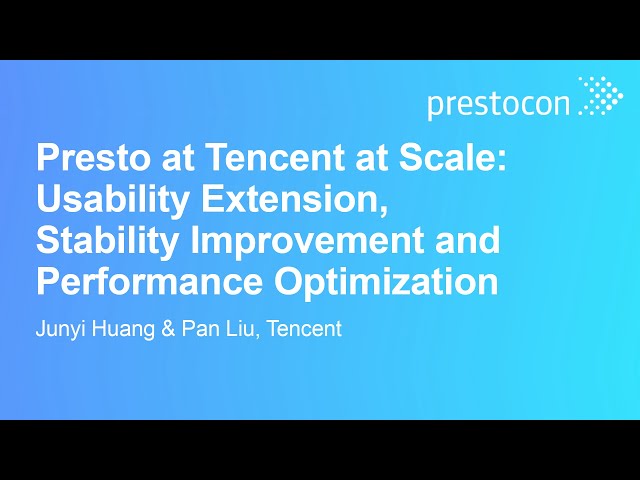 prestocon
Presto at Tencent at Scale:
Usability Extension,
Stability Improvement and
Performance Optimization
Junyi Huang & Pan Liu, Tencent